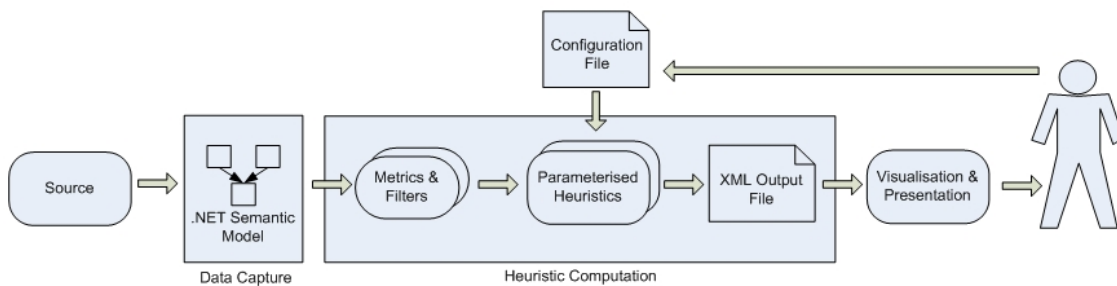 Configuration
File
Source
.NET Semantic
Model
Data Capture
Metrics &
Filters
Parameterised
Heuristics
XML Output
File
Heuristic Computation
Visualisation &
Presentation